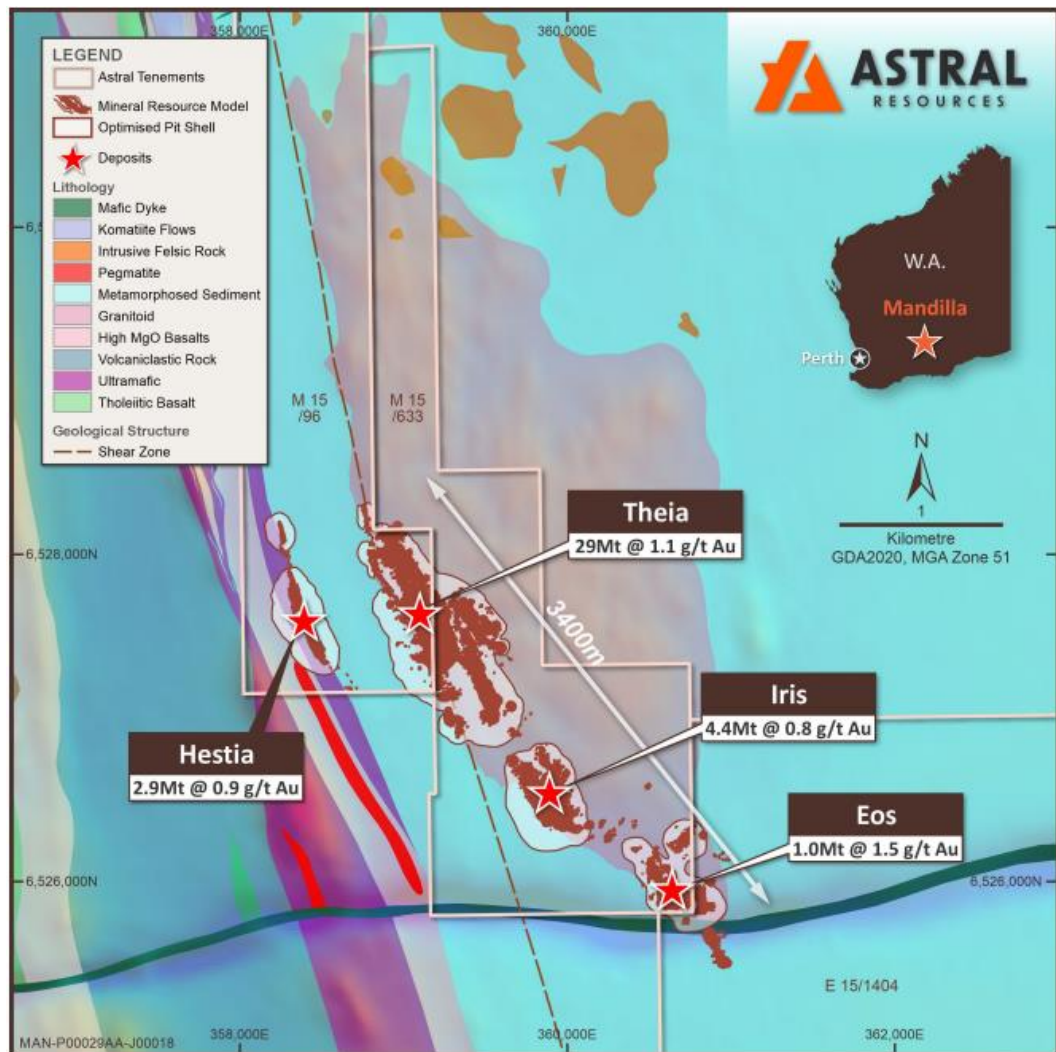 358,000E
360,000E
LEGEND
Astral Tenements
Mineral Resource Model
Optimised Pit Shell
Deposits
Lithology
Mafic Dyke
Komatiite Flows
Intrusive Felsic Rock
Pegmatite
Metamorphosed Sediment
Granitoid
High MgO Basalts
Volcaniclastic Rock
Ultramafic
Tholeiitic Basalt
Geological Structure
Shear Zone
ASTRAL
RESOURCES
W.A.
Mandilla
Perth
N
1
Kilometre
GDA2020, MGA Zone 51
M 15
/96
M 15
/633
6,528,000N
Theia
29Mt @ 1.1 g/t Au
3400m
Iris
4.4Mt @ 0.8 g/t Au
Hestia
2.9Mt @ 0.9 g/t Au
Eos
1.0Mt @ 1.5 g/t Au
6,526,000N
6,526,000N
E 15/1404
MAN-P00029AA-J00018
358,000E
360,000E
362,000E